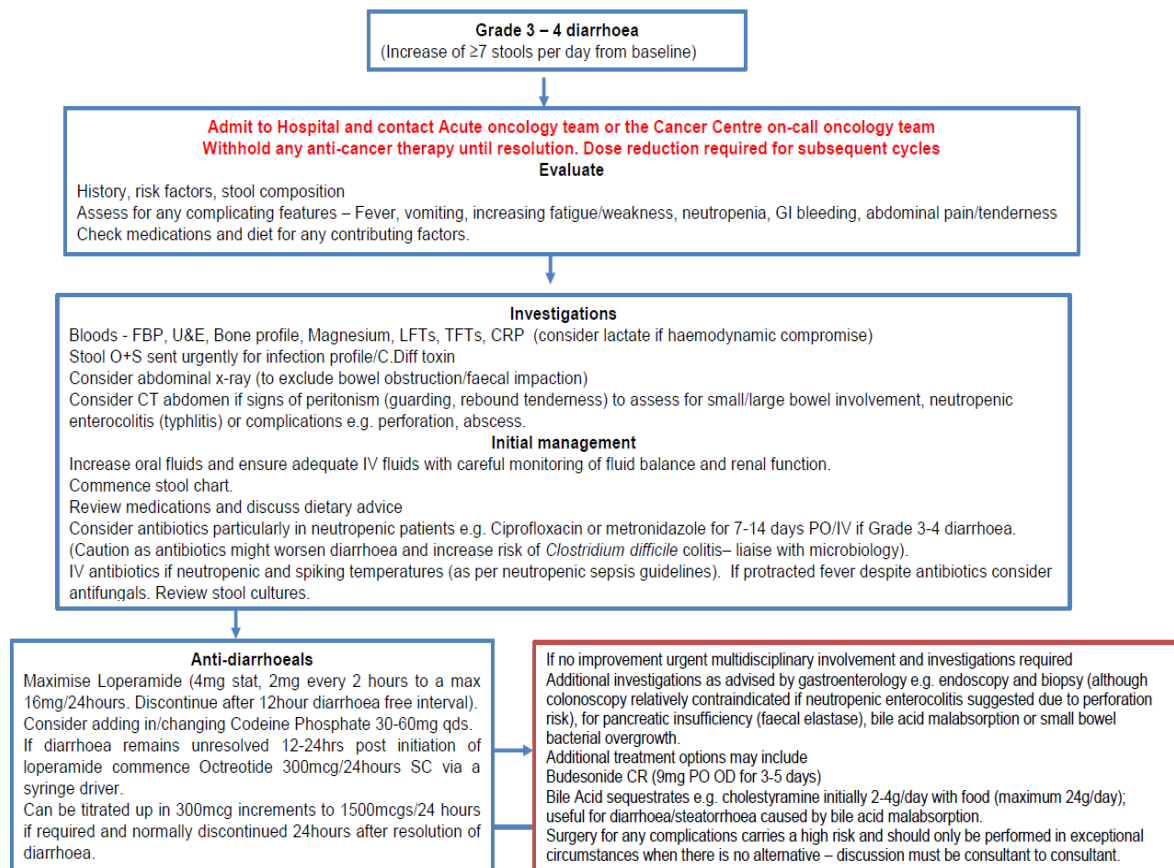 Grade 3 – 4 diarrhoea
(Increase of ≥7 stools per day from baseline)
Admit to Hospital and contact Acute oncology team or the Cancer Centre on-call oncology team
Withhold any anti-cancer therapy until resolution. Dose reduction required for subsequent cycles
Evaluate
History, risk factors, stool composition
Assess for any complicating features – Fever, vomiting, increasing fatigue/weakness, neutropenia, GI bleeding, abdominal pain/tenderness
Check medications and diet for any contributing factors.
Investigations
Bloods - FBP, U&E, Bone profile, Magnesium, LFTs, TFTs, CRP (consider lactate if haemodynamic compromise)
Stool O+S sent urgently for infection profile/C.Diff toxin
Consider abdominal x-ray (to exclude bowel obstruction/faecal impaction)
Consider CT abdomen if signs of peritonism (guarding, rebound tenderness) to assess for small/large bowel involvement, neutropenic
enterocolitis (typhlitis) or complications e.g. perforation, abscess.
Initial management
Increase oral fluids and ensure adequate IV fluids with careful monitoring of fluid balance and renal function.
Commence stool chart.
Review medications and discuss dietary advice
Consider antibiotics particularly in neutropenic patients e.g. Ciprofloxacin or metronidazole for 7-14 days PO/IV if Grade 3-4 diarrhoea.
(Caution as antibiotics might worsen diarrhoea and increase risk of Clostridium difficile colitis– liaise with microbiology).
IV antibiotics if neutropenic and spiking temperatures (as per neutropenic sepsis guidelines). If protracted fever despite antibiotics consider
antifungals. Review stool cultures.
Anti-diarrhoeals
Maximise Loperamide (4mg stat, 2mg every 2 hours to a max
16mg/24hours. Discontinue after 12hour diarrhoea free interval).
Consider adding in/changing Codeine Phosphate 30-60mg qds.
If diarrhoea remains unresolved 12-24hrs post initiation of
loperamide commence Octreotide 300mcg/24hours SC via a
syringe driver.
Can be titrated up in 300mcg increments to 1500mcgs/24 hours
if required and normally discontinued 24hours after resolution of
diarrhoea.
If no improvement urgent multidisciplinary involvement and investigations required
Additional investigations as advised by gastroenterology e.g. endoscopy and biopsy (although
colonoscopy relatively contraindicated if neutropenic enterocolitis suggested due to perforation
risk), for pancreatic insufficiency (faecal elastase), bile acid malabsorption or small bowel
bacterial overgrowth.
Additional treatment options may include
Budesonide CR (9mg PO OD for 3-5 days)
Bile Acid sequestrates e.g. cholestyramine initially 2-4g/day with food (maximum 24g/day);
useful for diarrhoea/steatorrhoea caused by bile acid malabsorption.
Surgery for any complications carries a high risk and should only be performed in exceptional
circumstances when there is no alternative – discussion must be consultant to consultant.